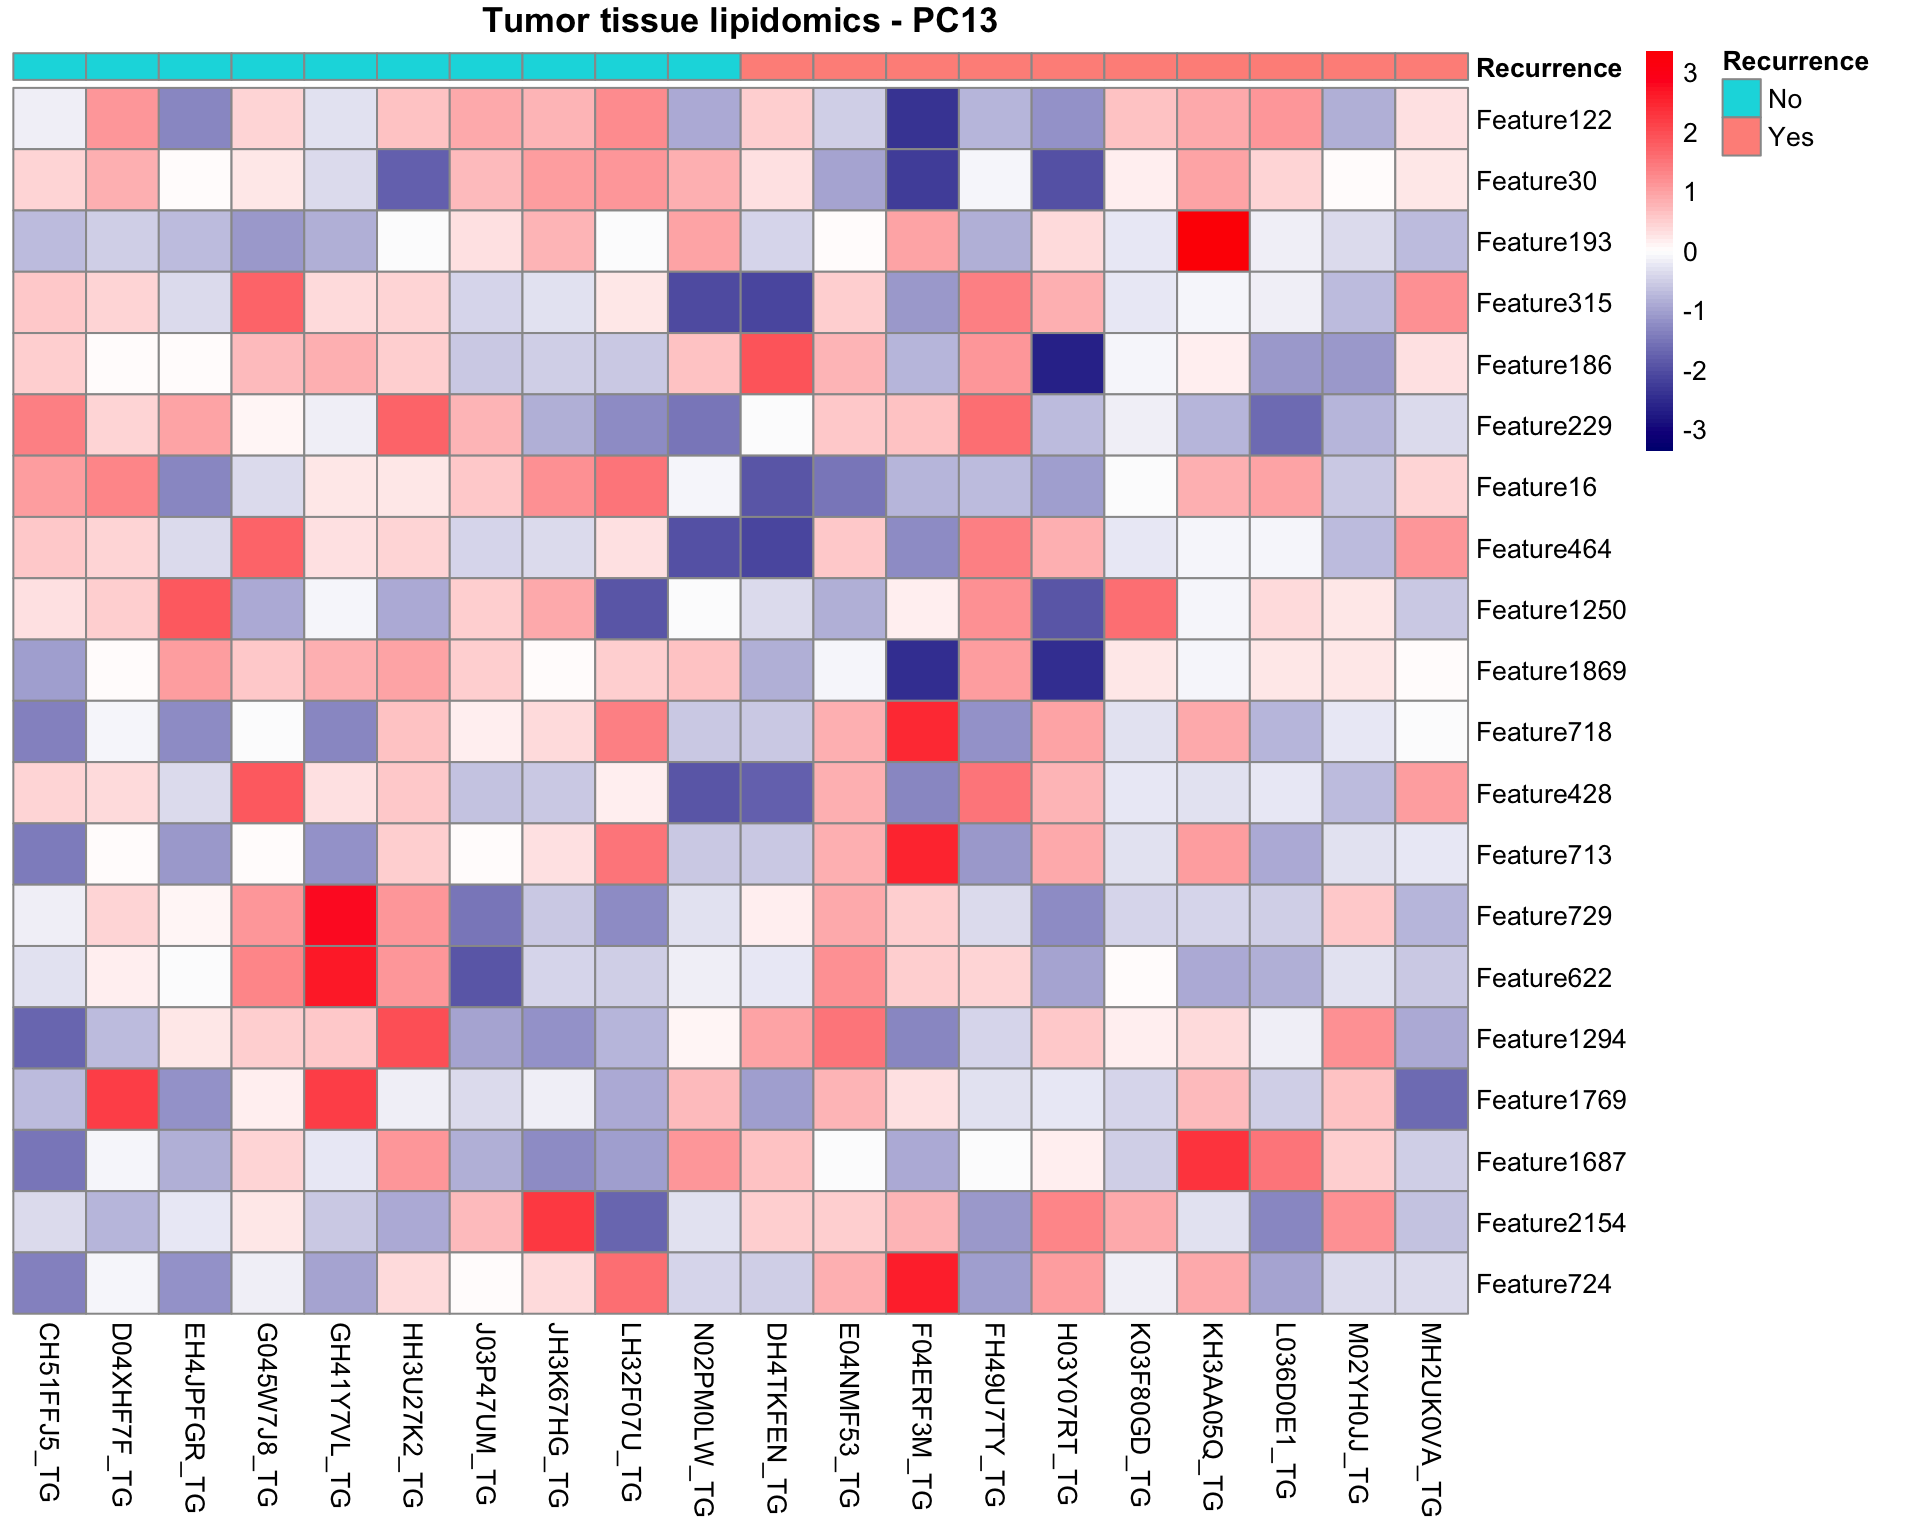 Tumor tissue lipidomics - PC13
Recurrence
Feature122
Feature30
Feature193
Feature315
Feature186
Feature229
Feature16
Feature464
Feature1250
Feature1869
Feature718
Feature428
Feature713
Feature729
Feature622
Feature1294
Feature1769
Feature1687
Feature2154
Feature724
3
2
1
0
-1
-2
-3
Recurrence
No
Yes
CH51FFJ5_TG
D04XHF7F_TG
EH4JPFGR_TG
G045W7J8_TG
GH41Y7VL_TG
HH3U27K2_TG
J03P47UM_TG
JH3K67HG_TG
LH32F07U_TG
N02PM0LW_TG
DH4TKFEN_TG
E04NMF53_TG
F04ERF3M_TG
FH49U7TY_TG
H03Y07RT_TG
K03F80GD_TG
KH3AA05Q_TG
L036D0E1_TG
M02YH0JJ_TG
MH2UK0VA_TG